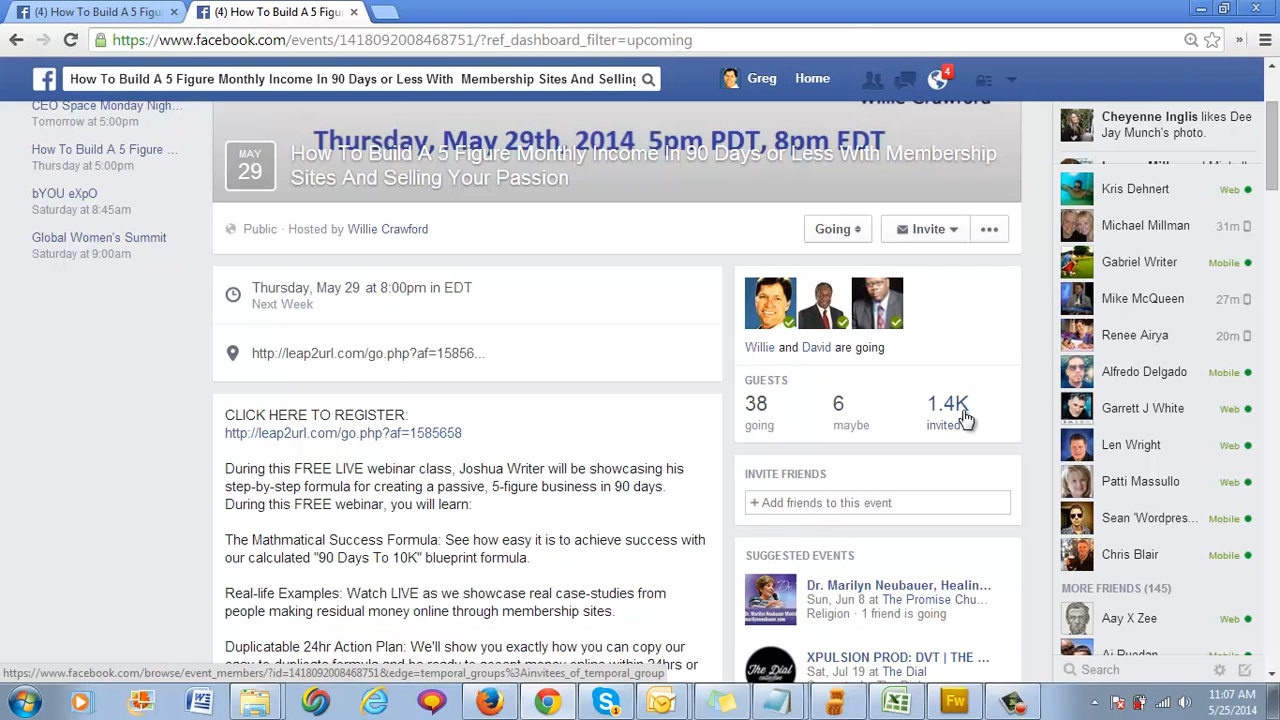 (4) How To Build A 5 Figu
(4) How To Build A 5 Figu
https://www.facebook.com/events/1418092008468751/?ref_dashboard_filter=upcoming
How To Build A 5 Figure Monthly Income In 90 Days or Less With Membership Sites And Selling
Greg
Home
4
CEO Space Monday Nigh...
Tomorrow at 5:00pm
How To Build A 5 Figure ...
Thursday at 5:00pm
bYOU eXpO
Saturday at 8:45am
Global Women's Summit
Saturday at 9:00am
Willie Crawford
Thursday, May 29th, 2014 5pm PDT, 8pm EDT
MAY
29
How To Build A 5 Figure Monthly Income In 90 Days or Less With Membership
Sites And Selling Your Passion
Public · Hosted by Willie Crawford
Going
Invite
...
Thursday, May 29 at 8:00pm in EDT
Next Week
http://leap2url.com/go.php?af=15856...
CLICK HERE TO REGISTER:
http://leap2url.com/go.php?af=1585658
During this FREE LIVE webinar class, Joshua Writer will be showcasing his
step-by-step formula for creating a passive, 5-figure business in 90 days.
During this FREE webinar, you will learn:
The Mathmatical Success Formula: See how easy it is to achieve success with
our calculated "90 Days To 10K" blueprint formula.
Real-life Examples: Watch LIVE as we showcase real case-studies from
people making residual money online through membership sites.
Duplicatable 24hr Action Plan: We'll show you exactly how you can copy our
Willie and David are going
GUESTS
38
going
6
maybe
1.4K
invited
INVITE FRIENDS
+ Add friends to this event
SUGGESTED EVENTS
Dr. Marilyn Neubauer, Healin...
Sun, Jun 8 at The Promise Chu...
Religion · 1 friend is going
XPULSION PROD: DVT | THE ...
Sat, Jul 19 at The Dial
The Dial
Cheyenne Inglis likes Dee
Jay Munch's photo.
Kris Dehnert Web
Michael Millman 31m
Gabriel Writer Mobile
Mike McQueen 27m
Renee Airya 20m
Alfredo Delgado Mobile
Garrett J White Web
Len Wright Web
Patti Massullo Web
Sean 'Wordpres... Mobile
Chris Blair Mobile
MORE FRIENDS (145)
Aay X Zee Web
Ai Ruedan Mobile
Search
https://www.facebook.com/browse/event_members/?id=1418092008468751&edge=temporal_groups%3Ainvitees_of_temporal_group
Fw
11:07 AM
5/25/2014